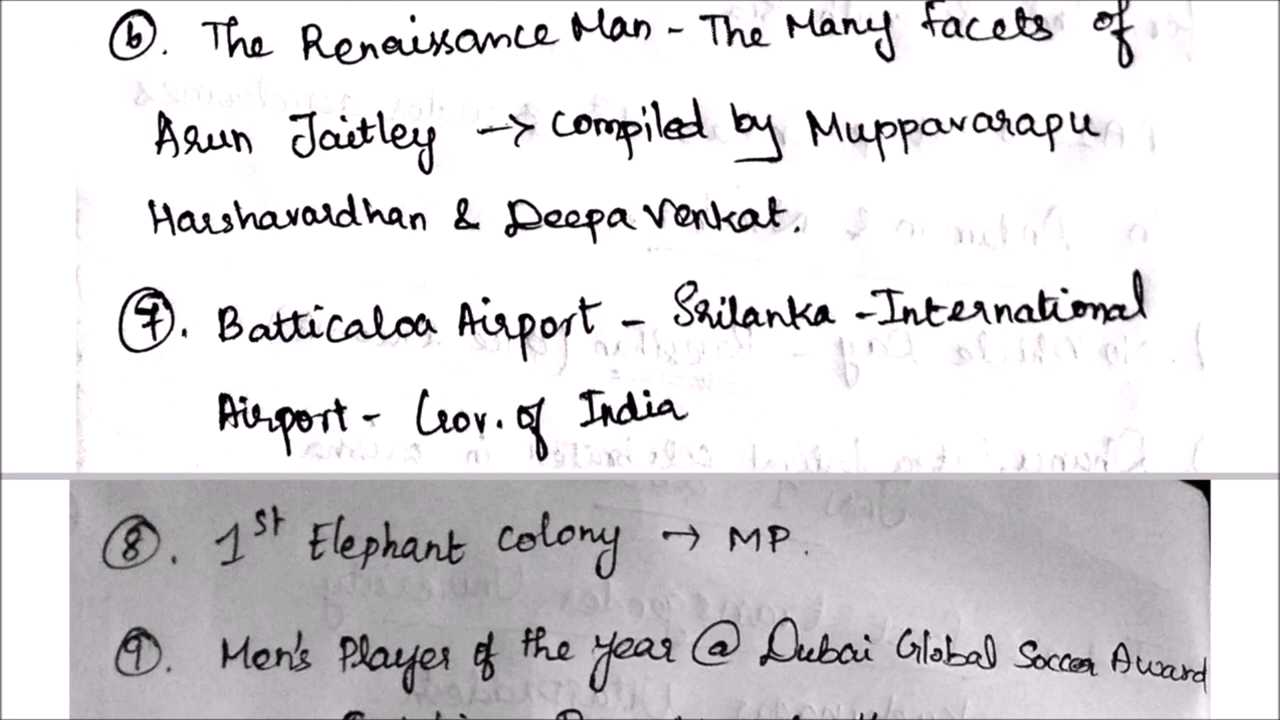 6. The Renaissance Man - The Many facets of
Arun Jaitley → Compiled by Muppavarapu
Harshavardhan & Deepa Venkat.
7. Batticaloa Airport - Srilanka - International
Airport - Gov. of India
8. 1st Elephant colony → MP.
9. Men's Player of the year @ Dubai Global Soccer Award